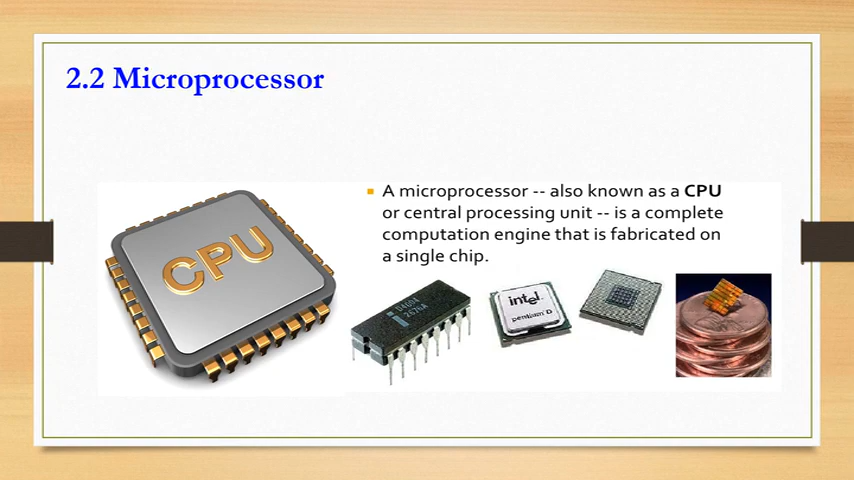 2.2 Microprocessor
A microprocessor -- also known as a CPU
or central processing unit -- is a complete
computation engine that is fabricated on
a single chip.
CPU
D4004
intel
pentium D